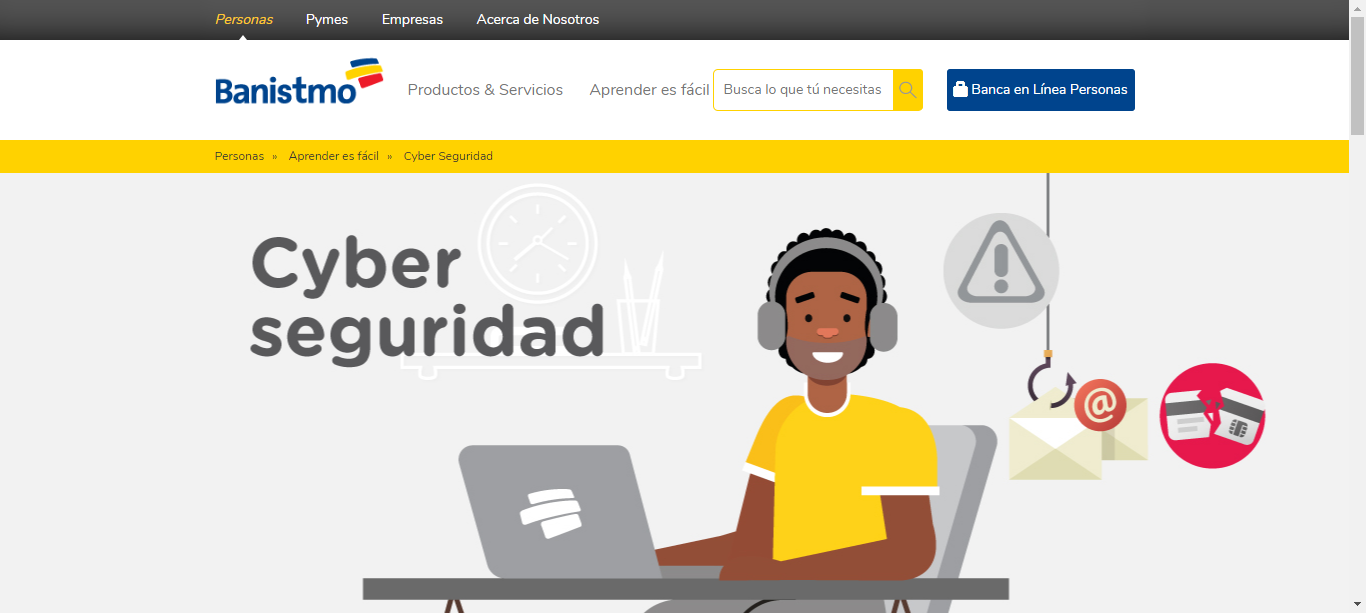 Personas Pymes Empresas Acerca de Nosotros
Banistmo Productos & Servicios Aprender es fácil Busca lo que tú necesitas Banca en Línea Personas
Personas » Aprender es fácil » Cyber Seguridad
Cyber
seguridad
@